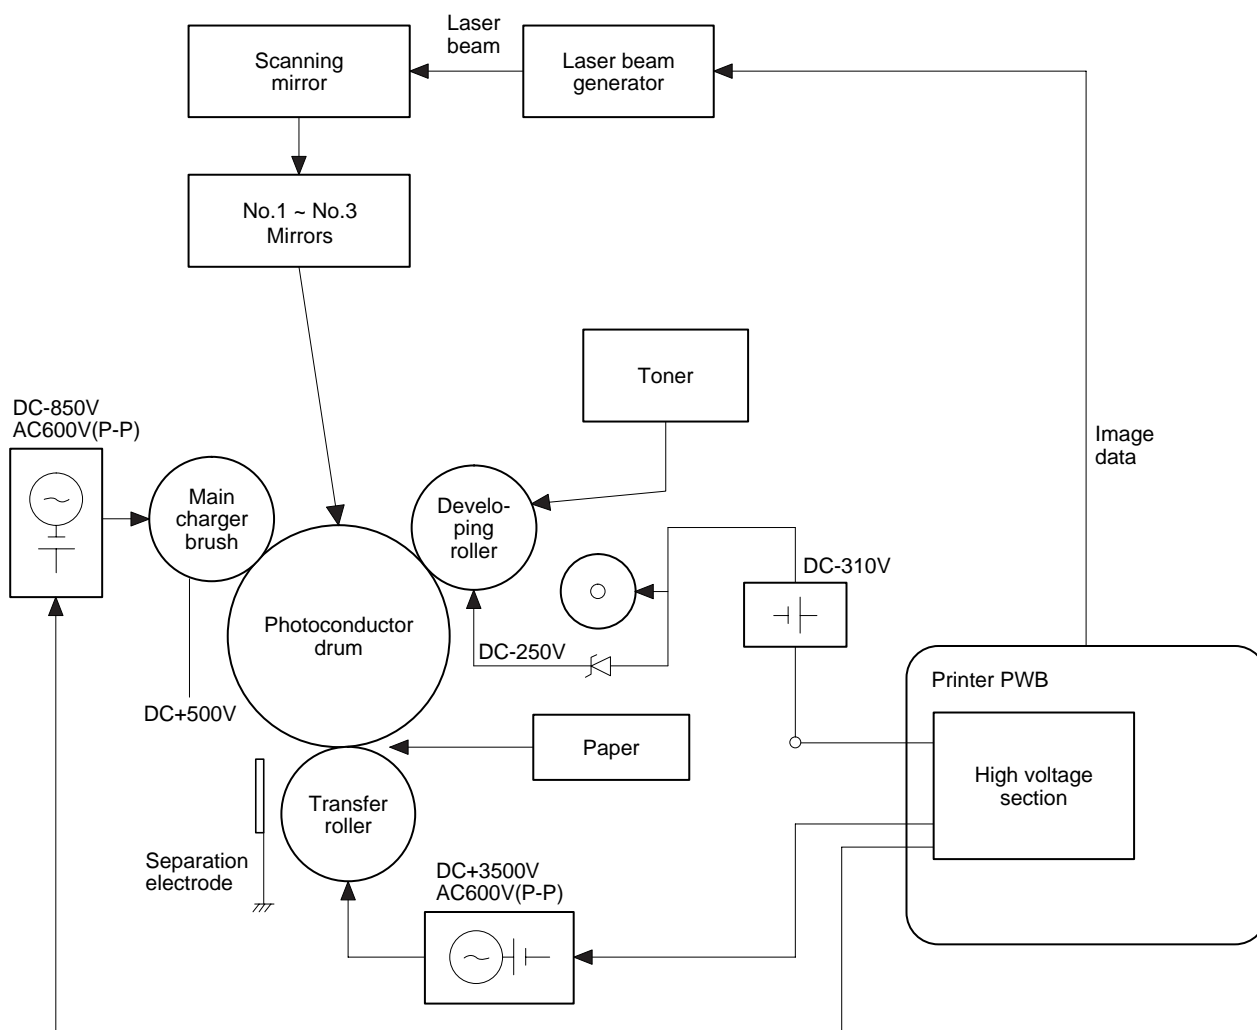 Laser
beam
Scanning
mirror
Laser beam
generator
No.1 ~ No.3
Mirrors
Toner
DC-850V
AC600V(P-P)
Image
data
Main
charger
brush
Develo-
ping
roller
DC-310V
Photoconductor
drum
DC-250V
Printer PWB
DC+500V
Paper
High voltage
section
Transfer
roller
Separation
electrode
DC+3500V
AC600V(P-P)